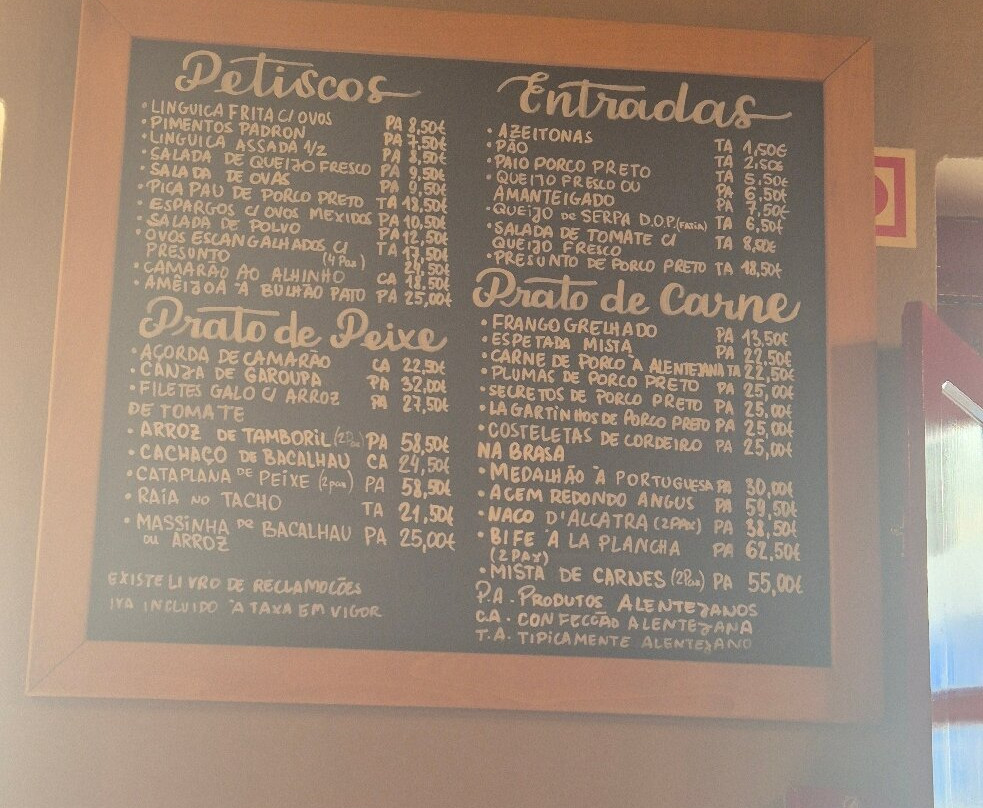 Petiscos
• LINGUIÇA FRITA C/ OVOS PA 8,50€
• PIMENTOS PADRON PA 7,50€
• LINGUIÇA ASSADA 1/2 PA 8,50€
• SALADA DE QUEIJO FRESCO PA 9,50€
• SALADA DE OVAS PA 9,50€
• PICA PAU DE PORCO PRETO TA 18,50€
• ESPARGOS C/ OVOS MEXIDOS PA 10,50€
• SALADA DE POLVO PA 12,50€
• OVOS ESCANGALHADOS C/ TA 17,50€
PRESUNTO (4 Pax) 24,50€
• CAMARÃO AO ALHINHO CA 18,50€
• AMÊIJOA À BULHÃO PATO PA 25,00€
Prato de Peixe
• AÇORDA DE CAMARÃO CA 22,50€
• CANJA DE GAROUPA PA 32,00€
• FILETES GALO C/ ARROZ PA 27,50€
DE TOMATE
• ARROZ DE TAMBORIL (2Pax) PA 58,50€
• CACHAÇO DE BACALHAU CA 24,50€
• CATAPLANA DE PEIXE (2pax) PA 58,50€
• RAIA NO TACHO TA 21,50€
• MASSINHA DE BACALHAU PA 25,00€
OU ARROZ
EXISTE LIVRO DE RECLAMOÇÕES
IVA INCLUIDO À TAXA EM VIGOR
Entradas
• AZEITONAS TA 1,50€
• PÃO TA 2,50€
• PAIO PORCO PRETO TA 5,50€
• QUEIJO FRESCO OU PA 6,50€
AMANTEIGADO PA 7,50€
• QUEIJO DE SERPA D.O.P. (FATIA) TA 6,50€
• SALADA DE TOMATE C/ TA 8,50€
QUEIJO FRESCO
• PRESUNTO DE PORCO PRETO TA 18,50€
Prato de Carne
• FRANGO GRELHADO PA 13,50€
• ESPETADA MISTA PA 22,50€
• CARNE DE PORCO À ALENTEJANA TA 22,50€
• PLUMAS DE PORCO PRETO PA 25,00€
• SECRETOS DE PORCO PRETO PA 25,00€
• LAGARTINHOS DE PORCO PRETO PA 25,00€
• COSTELETAS DE CORDEIRO PA 25,00€
NA BRASA
• MEDALHÃO À PORTUGUESA PA 30,00€
• ACEM REDONDO ANGUS PA 59,50€
• NACO D'ALCATRA (2PAX) PA 38,50€
• BIFE À LA PLANCHA PA 62,50€
(2 PAX)
• MISTA DE CARNES (2Pax) PA 55,00€
P.A. PRODUTOS ALENTEJANOS
C.A. CONFECÇÃO ALENTEJANA
T.A. TIPICAMENTE ALENTEJANO